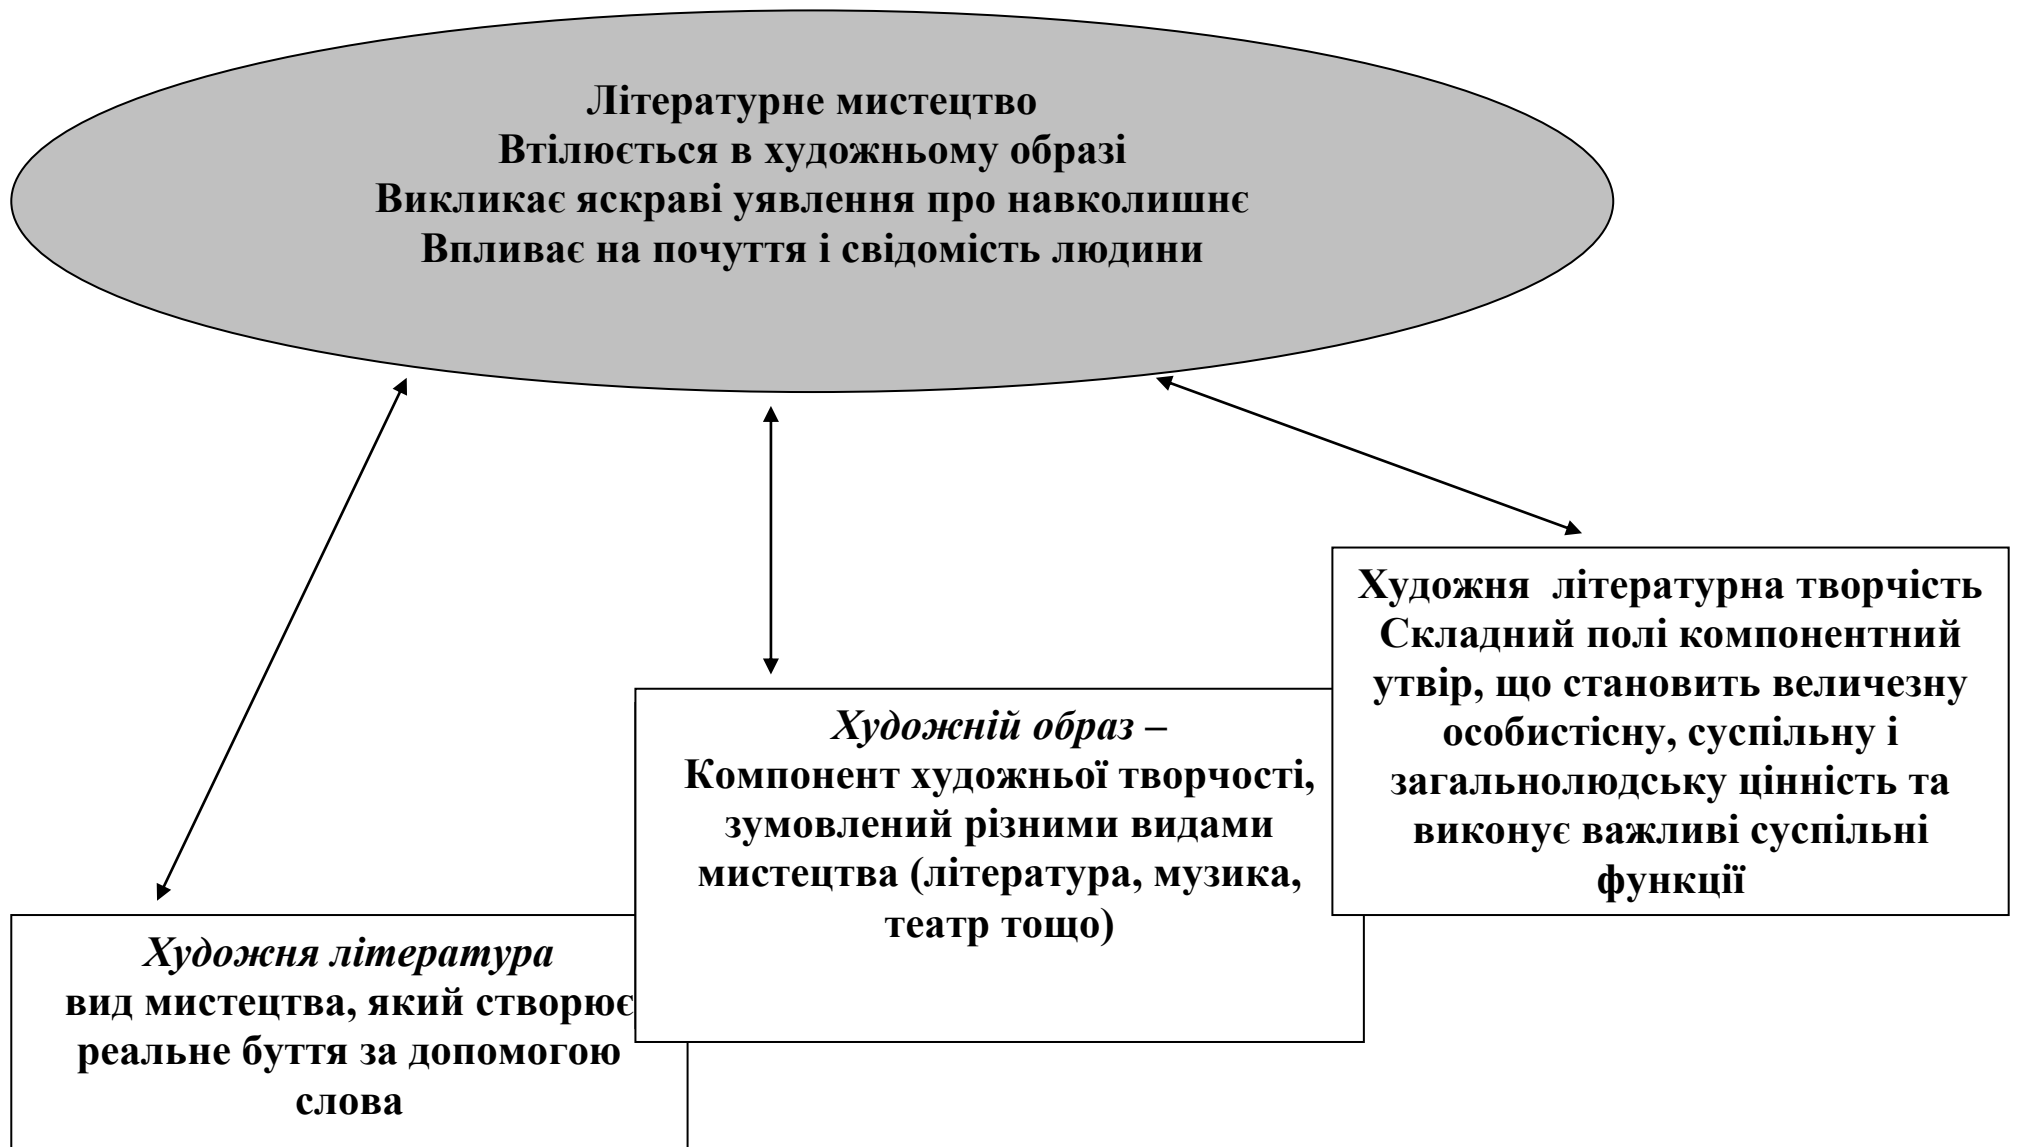 Літературне мистецтво
Втілюється в художньому образі
Викликає яскраві уявлення про навколишнє
Впливає на почуття і свідомість людини
Художня література
вид мистецтва, який створює
реальне буття за допомогою
слова
Художній образ –
Компонент художньої творчості,
зумовлений різними видами
мистецтва (література, музика,
театр тощо)
Художня літературна творчість
Складний полі компонентний
утвір, що становить величезну
особистісну, суспільну і
загальнолюдську цінність та
виконує важливі суспільні
функції